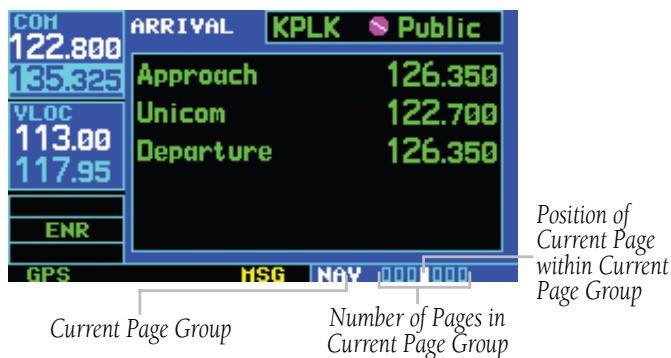 COM
122.800
135.325
VLOC
113.00
117.95
ENR
GPS
ARRIVAL KPLK Public
Approach 126.350
Unicom 122.700
Departure 126.350
MSG NAV
Position of
Current Page
within Current
Page Group
Current Page Group
Number of Pages in
Current Page Group